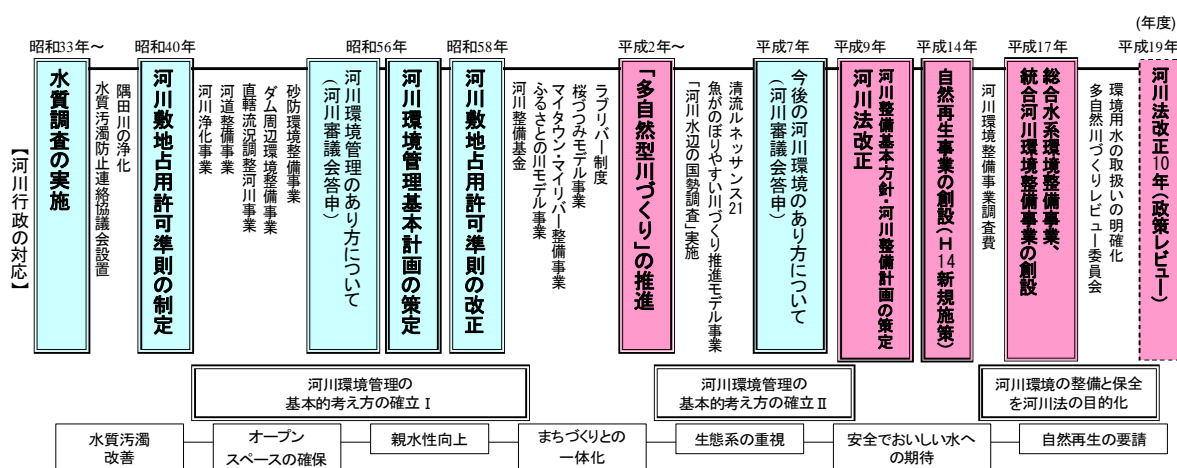 (年度)
昭和33年～
昭和40年
昭和56年
昭和58年
平成2年～
平成7年
平成9年
平成14年
平成17年
平成19年
【河川行政の対応】
水質調査の実施
水質汚濁防止連絡協議会設置
隅田川の浄化
河川敷地占用許可準則の制定
河川浄化事業
河道整備事業
直轄流況調整河川事業
ダム周辺環境整備事業
砂防環境整備事業
河川環境管理のあり方について
（河川審議会答申）
河川環境管理基本計画の策定
河川敷地占用許可準則の改正
河川整備基金
ふるさとの川モデル事業
マイタウン・マイリバー整備事業
桜づつみモデル事業
ラブリバー制度
「多自然型川づくり」の推進
「河川水辺の国勢調査」実施
魚がのぼりやすい川づくり推進モデル事業
清流ルネッサンス21
今後の河川環境のあり方について
（河川審議会答申）
河川法改正
河川整備基本方針・河川整備計画の策定
自然再生事業の創設（H14新規施策）
河川環境整備事業調査費
総合水系環境整備事業、
統合河川環境整備事業の創設
多自然川づくりレビュー委員会
環境用水の取扱いの明確化
河川法改正10年（政策レビュー）
河川環境管理の
基本的考え方の確立Ⅰ
河川環境管理の
基本的考え方の確立Ⅱ
河川環境の整備と保全
を河川法の目的化
水質汚濁
改善
オープン
スペースの確保
親水性向上
まちづくりとの
一体化
生態系の重視
安全でおいしい水へ
の期待
自然再生の要請